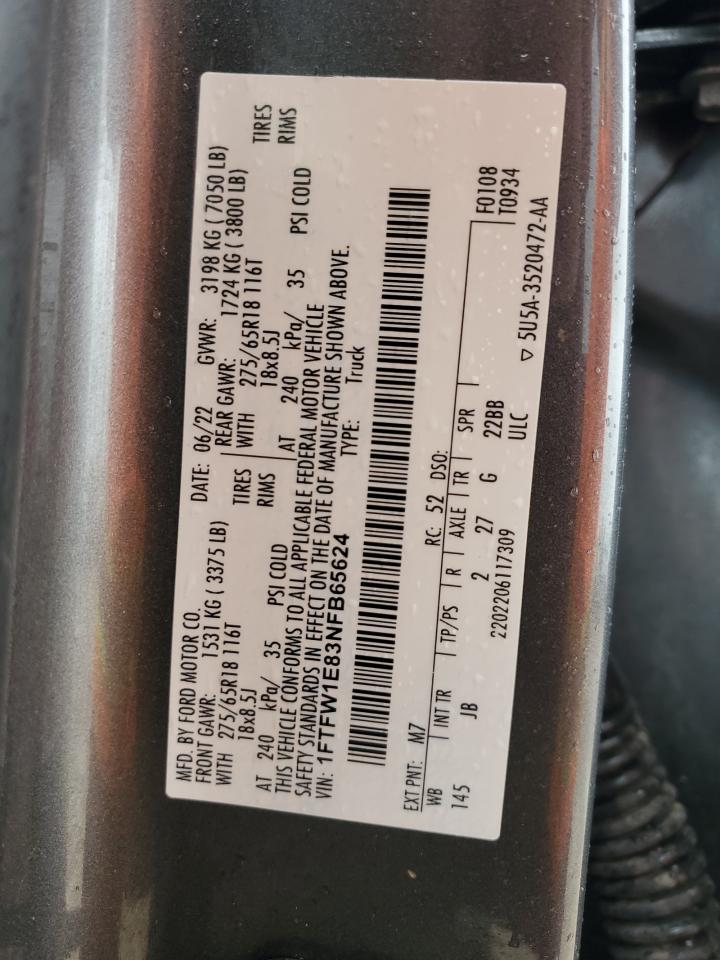 MFD. BY FORD MOTOR CO.
DATE: 06/22 GVWR: 3198 KG ( 7050 LB)
FRONT GAWR: 1531 KG ( 3375 LB)
REAR GAWR: 1724 KG ( 3800 LB)
WITH 275/65R18 116T TIRES
WITH 275/65R18 116T TIRES
18x8.5J RIMS
18x8.5J RIMS
AT 240 kPa/ 35 PSI COLD
AT 240 kPa/ 35 PSI COLD
THIS VEHICLE CONFORMS TO ALL APPLICABLE FEDERAL MOTOR VEHICLE
SAFETY STANDARDS IN EFFECT ON THE DATE OF MANUFACTURE SHOWN ABOVE.
VIN: 1FTFW1E83NFB65624 TYPE: Truck
EXT PNT: M7 RC: 52 DSO:
WB INT TR TP/PS R AXLE TR SPR F0108
T0934
145 JB 2 27 G 22BB
ULC
2202206117309 ▽ 5U5A-3520472-AA